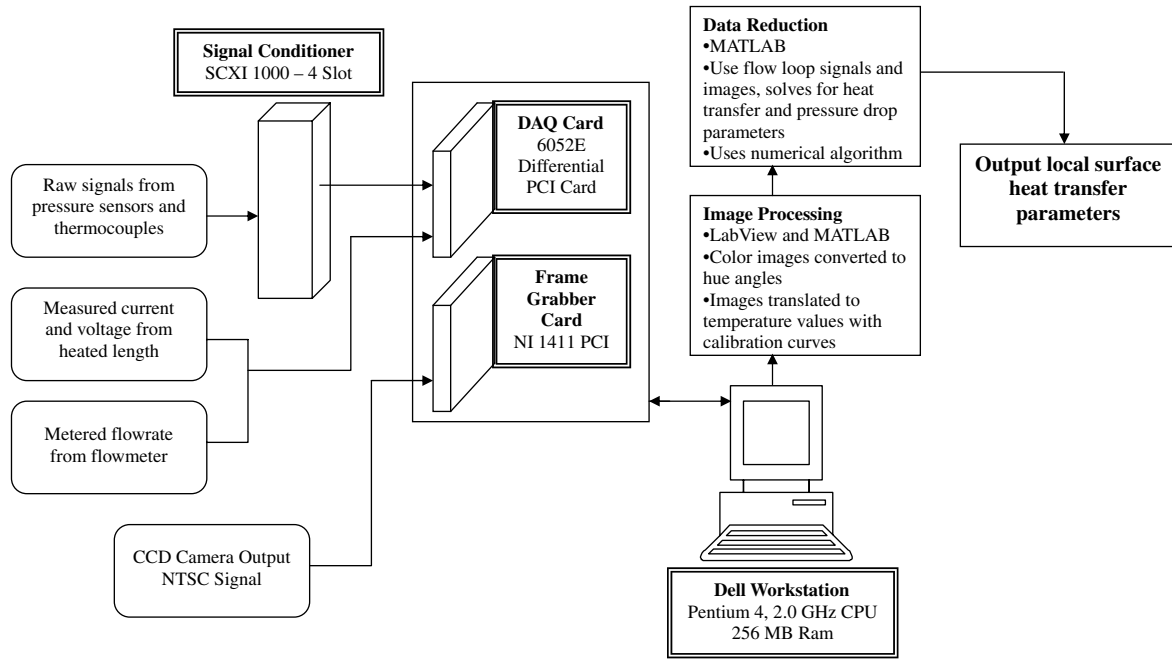 Signal Conditioner
SCXI 1000 – 4 Slot
Raw signals from
pressure sensors and
thermocouples
Measured current
and voltage from
heated length
Metered flowrate
from flowmeter
CCD Camera Output
NTSC Signal
DAQ Card
6052E
Differential
PCI Card
Frame
Grabber
Card
NI 1411 PCI
Data Reduction
•MATLAB
•Use flow loop signals and
images, solves for heat
transfer and pressure drop
parameters
•Uses numerical algorithm
Image Processing
•LabView and MATLAB
•Color images converted to
hue angles
•Images translated to
temperature values with
calibration curves
Output local surface
heat transfer
parameters
Dell Workstation
Pentium 4, 2.0 GHz CPU
256 MB Ram